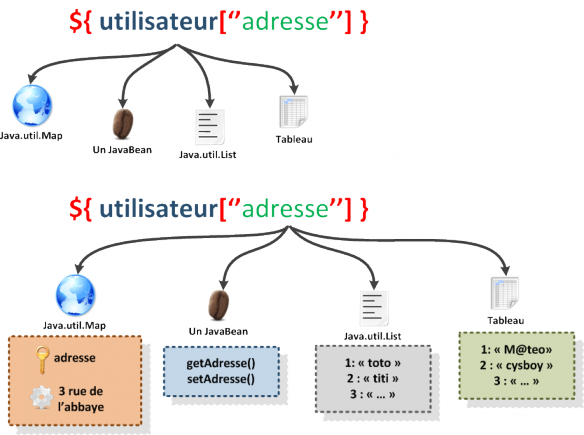 ${ utilisateur[‘’adresse’’] }
Java.util.Map
Un JavaBean
Java.util.List
Tableau
${ utilisateur[‘’adresse’’] }
Java.util.Map
Un JavaBean
Java.util.List
Tableau
adresse
3 rue de
l’abbaye
getAdresse()
setAdresse()
1: « toto »
2 : « titi »
3 : « … »
1: « M@teo»
2 : « cysboy »
3 : « … »